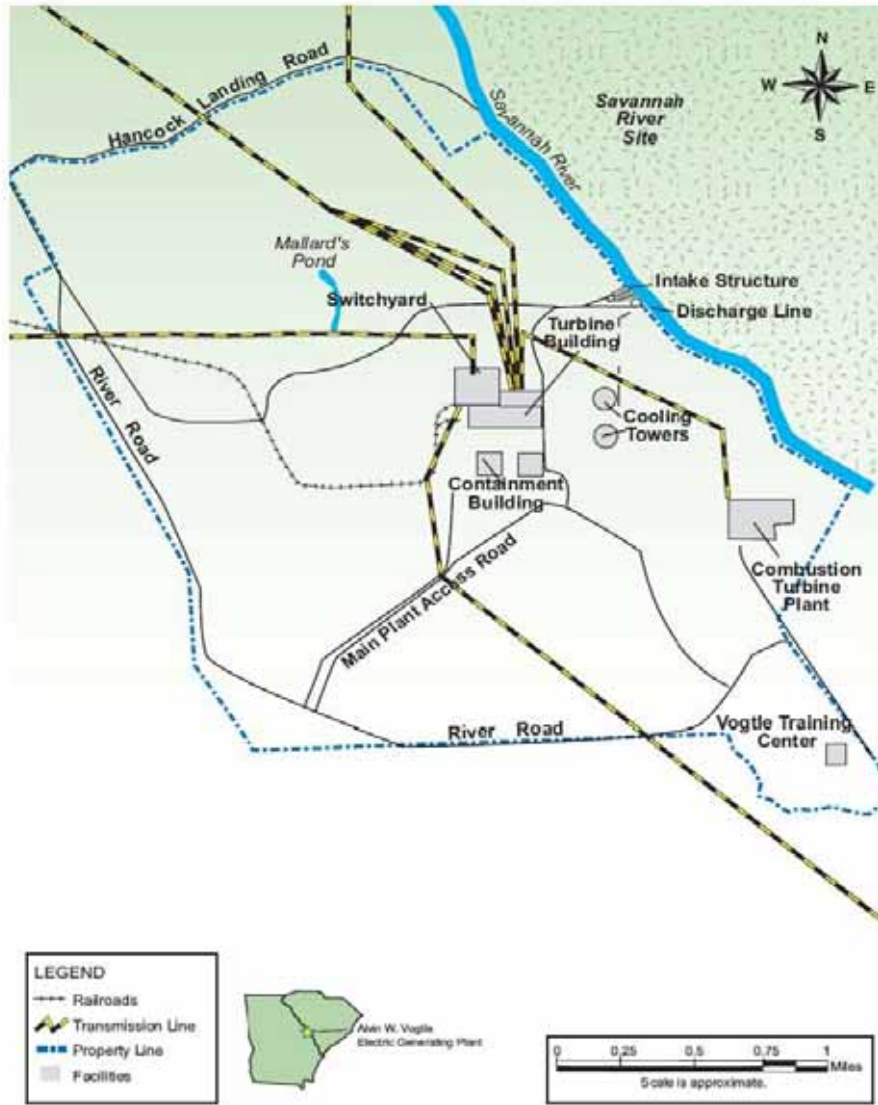 N
W
E
S
Hancock Landing Road
Savannah River
Savannah
River
Site
Mallard's
Pond
Switchyard
Intake Structure
Discharge Line
Turbine
Building
River
Road
Cooling
Towers
Containment
Building
Main Plant Access Road
Combustion
Turbine
Plant
River Road
Vogtle Training
Center
LEGEND
Railroads
Transmission Line
Property Line
Facilities
Alvin W. Vogtle
Electric Generating Plant
0 0.25 0.5 0.75 1
Miles
Scale is approximate.